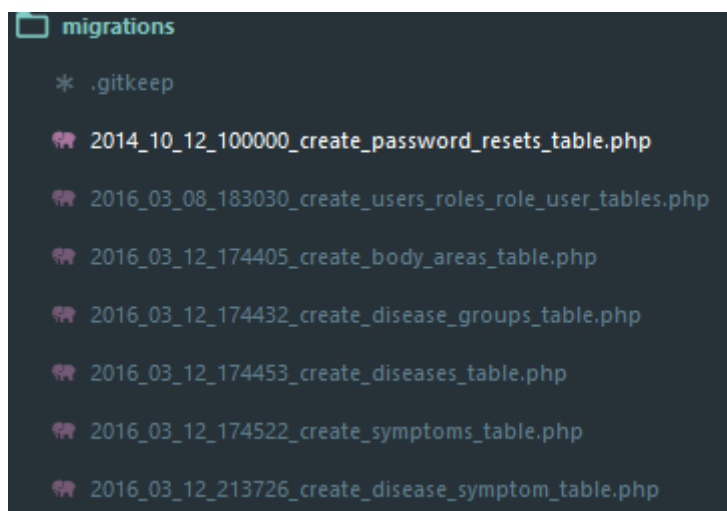 migrations
.gitkeep
2014_10_12_100000_create_password_resets_table.php
2016_03_08_183030_create_users_roles_role_user_tables.php
2016_03_12_174405_create_body_areas_table.php
2016_03_12_174432_create_disease_groups_table.php
2016_03_12_174453_create_diseases_table.php
2016_03_12_174522_create_symptoms_table.php
2016_03_12_213726_create_disease_symptom_table.php